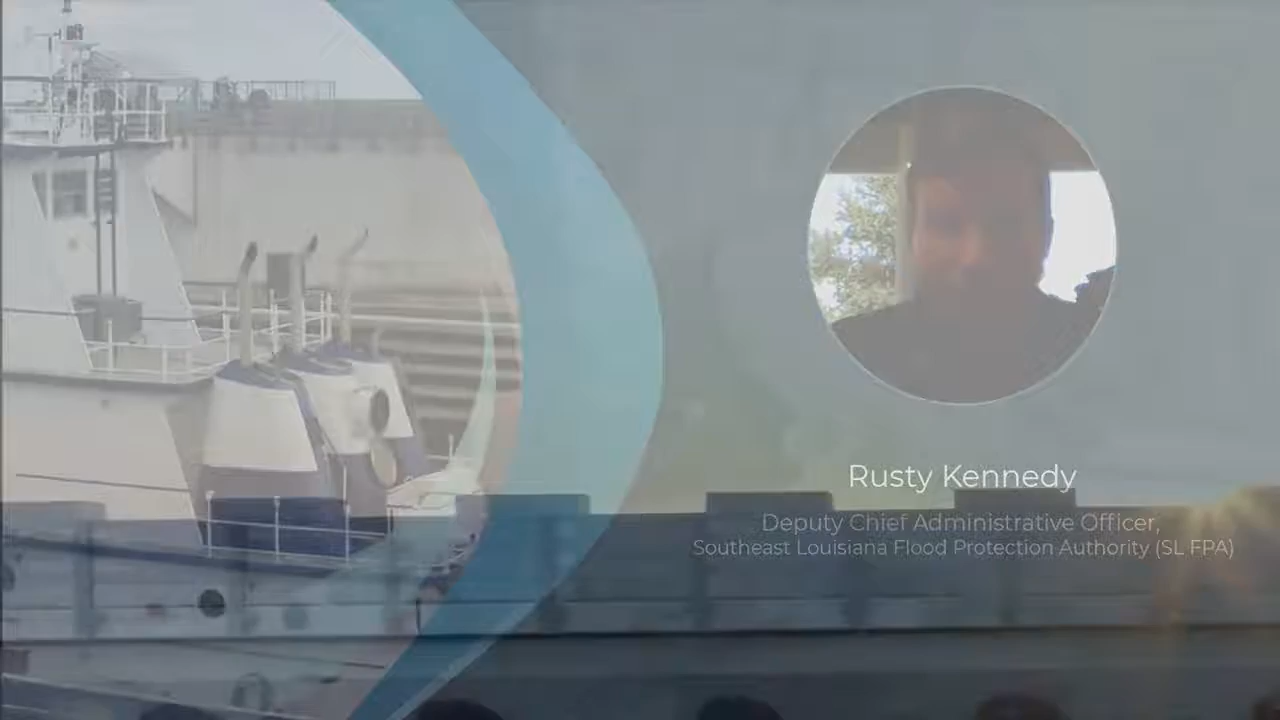 Rusty Kennedy
Deputy Chief Administrative Officer,
Southeast Louisiana Flood Protection Authority (SL FPA)